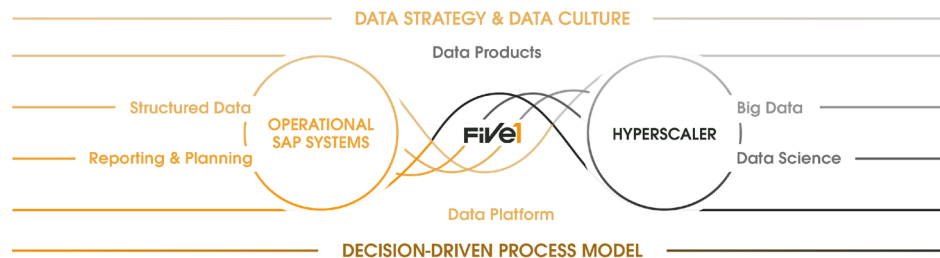 DATA STRATEGY & DATA CULTURE
Data Products
Structured Data
Big Data
OPERATIONAL
SAP SYSTEMS
FiVe1
HYPERSCALER
Reporting & Planning
Data Science
Data Platform
DECISION-DRIVEN PROCESS MODEL